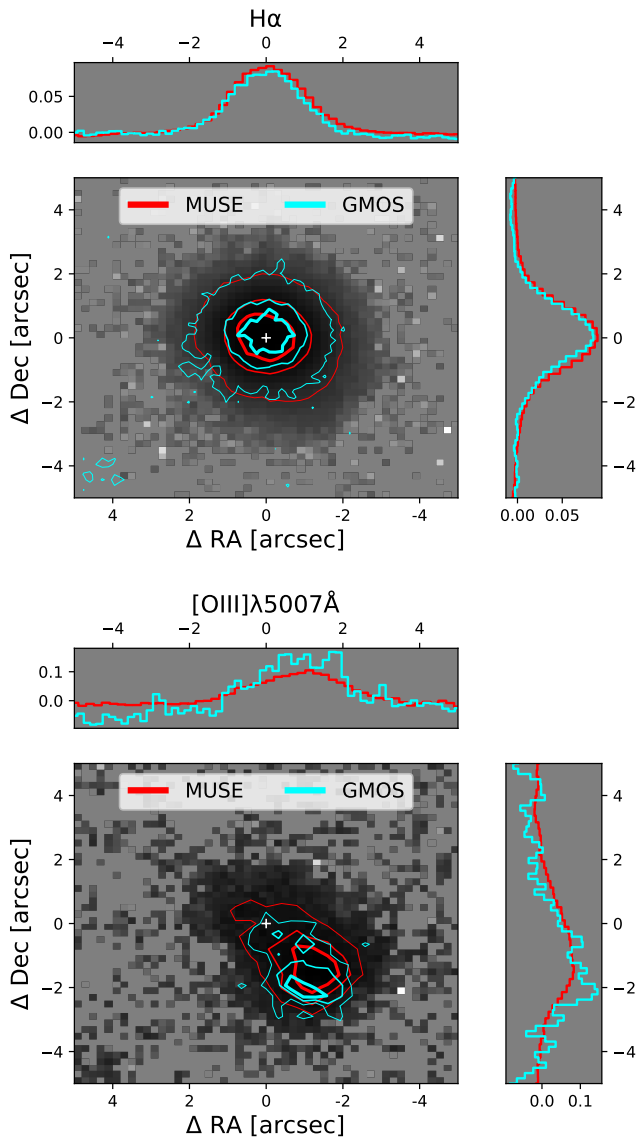 Hα
−4 −2 0 2 4
0.05
0.00
MUSE GMOS
4
2
0
−2
−4
Δ Dec [arcsec]
4 2 0 -2 -4
Δ RA [arcsec]
4
2
0
−2
−4
0.00 0.05
[OIII]λ5007Å
−4 −2 0 2 4
0.1
0.0
MUSE GMOS
4
2
0
−2
−4
Δ Dec [arcsec]
4 2 0 -2 -4
Δ RA [arcsec]
4
2
0
−2
−4
0.0 0.1